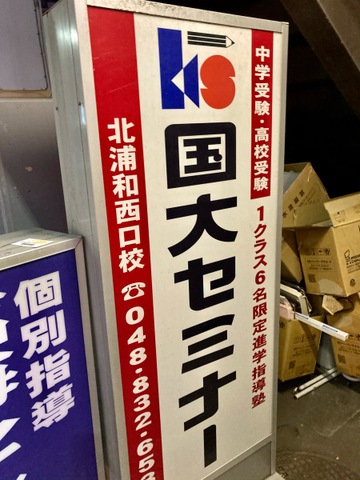 中学受験・高校受験
1クラス6名限定進学指導塾
KS
国大セミナー
北浦和西口校 ☎048-832-653
個別指導